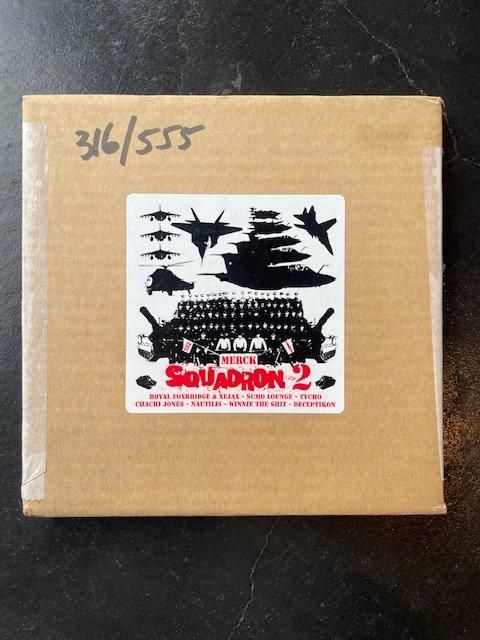 316/555
MERCK
SQUADRON 2
ROYAL FOXBRIDGE & XEJAX - SUMO LOUNGE - TYCHO
CHACHI JONES - NAUTILIS - WINNIE THE SHIT - DECEPTIKON